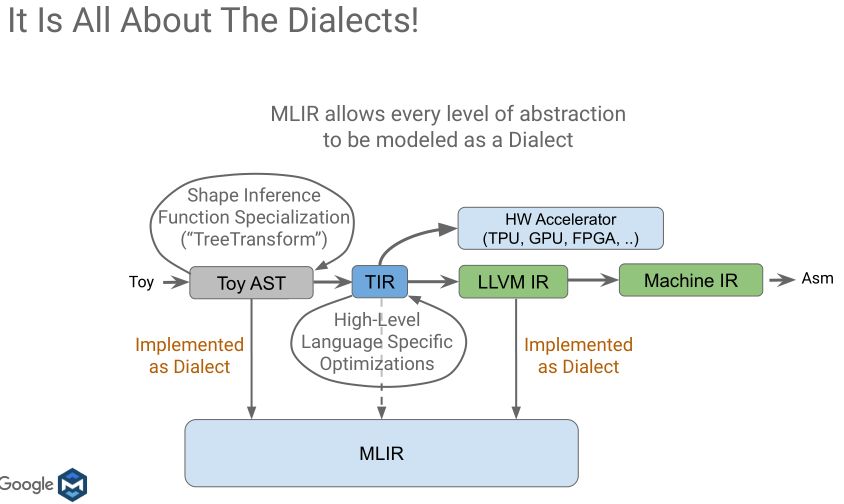 It Is All About The Dialects!
MLIR allows every level of abstraction
to be modeled as a Dialect
Shape Inference
Function Specialization
(“TreeTransform”)
HW Accelerator
(TPU, GPU, FPGA, ..)
Toy
Toy AST
TIR
LLVM IR
Machine IR
Asm
High-Level
Language Specific
Optimizations
Implemented
as Dialect
Implemented
as Dialect
MLIR
Google